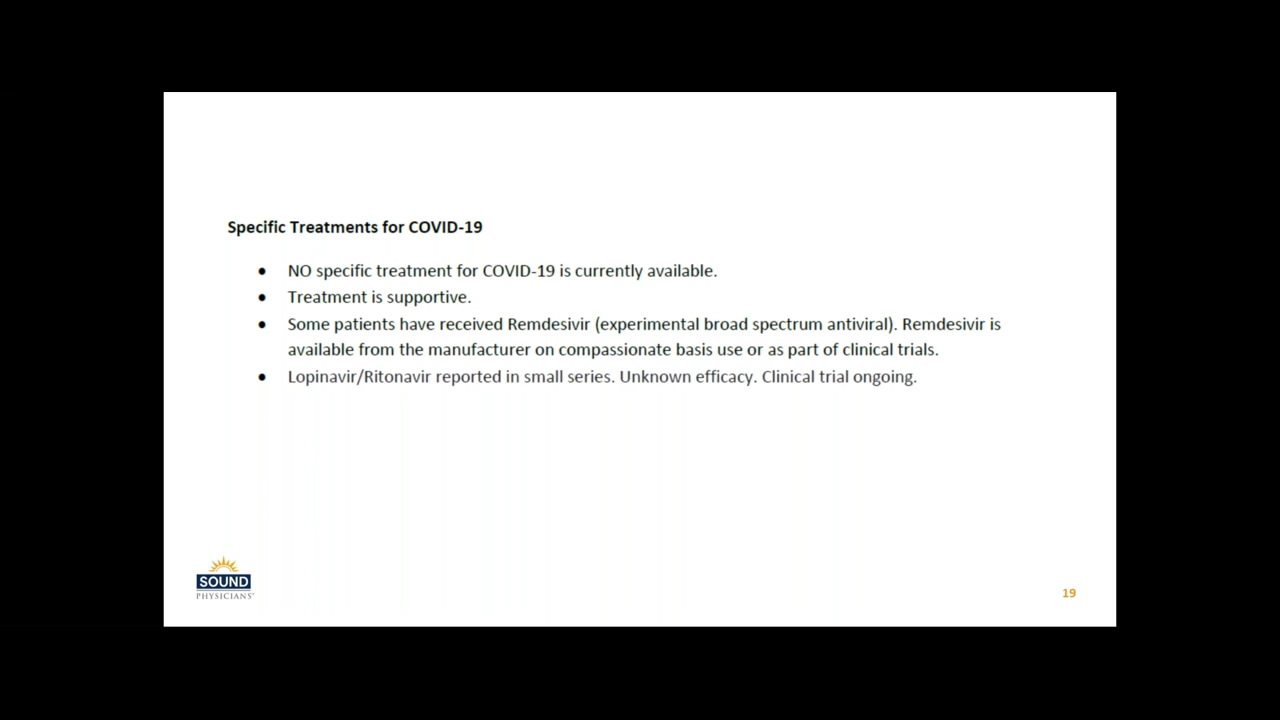 Specific Treatments for COVID-19
● NO specific treatment for COVID-19 is currently available.
● Treatment is supportive.
● Some patients have received Remdesivir (experimental broad spectrum antiviral). Remdesivir is
available from the manufacturer on compassionate basis use or as part of clinical trials.
● Lopinavir/Ritonavir reported in small series. Unknown efficacy. Clinical trial ongoing.
SOUND
PHYSICIANS
19